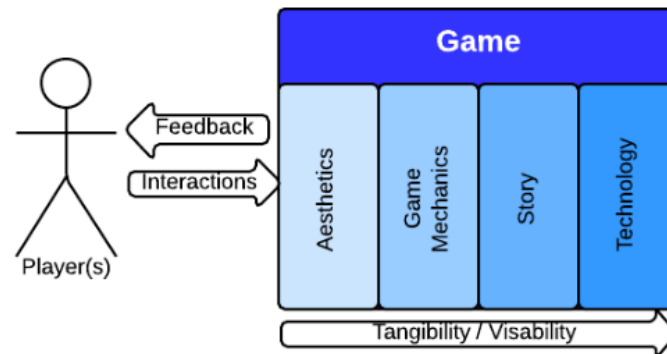 Game
Feedback
Interactions
Player(s)
Aesthetics
Game
Mechanics
Story
Technology
Tangibility / Visability